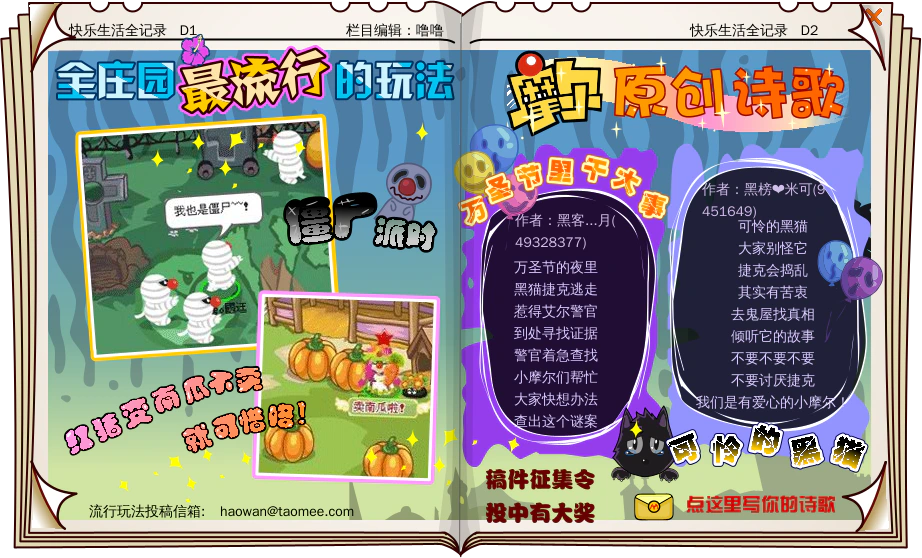 快乐生活全记录 D1
栏目编辑：噜噜
全庄园最流行的玩法
我也是僵尸~~！
僵尸派对
卖南瓜啦！
南瓜大卖
就可惜咯！
流行玩法投稿信箱： haowan@taomee.com
快乐生活全记录 D2
摩尔原创诗歌
万圣节里干大事
作者：黑客...月(
49328377)
万圣节的夜里
黑猫捷克逃走
惹得艾尔警官
到处寻找证据
警官着急查找
小摩尔们帮忙
大家快想办法
查出这个谜案
作者：黑榜❤米可(9
451649)
可怜的黑猫
大家别怪它
捷克会捣乱
其实有苦衷
去鬼屋找真相
倾听它的故事
不要不要不要
不要讨厌捷克
我们是有爱心的小摩尔！
可怜的黑猫
稿件征集令
投中有大奖
点这里写你的诗歌